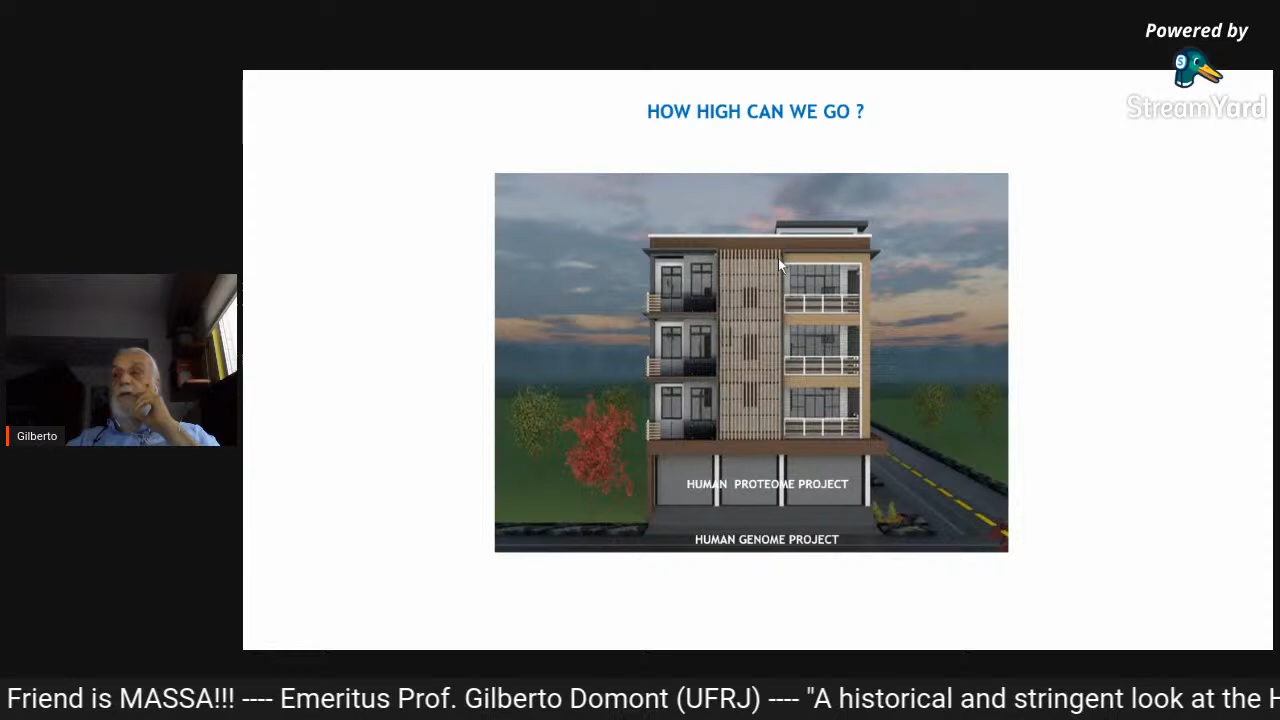 Powered by
StreamYard
HOW HIGH CAN WE GO ?
HUMAN PROTEOME PROJECT
HUMAN GENOME PROJECT
Gilberto
Friend is MASSA!!! ---- Emeritus Prof. Gilberto Domont (UFRJ) ---- "A historical and stringent look at the H